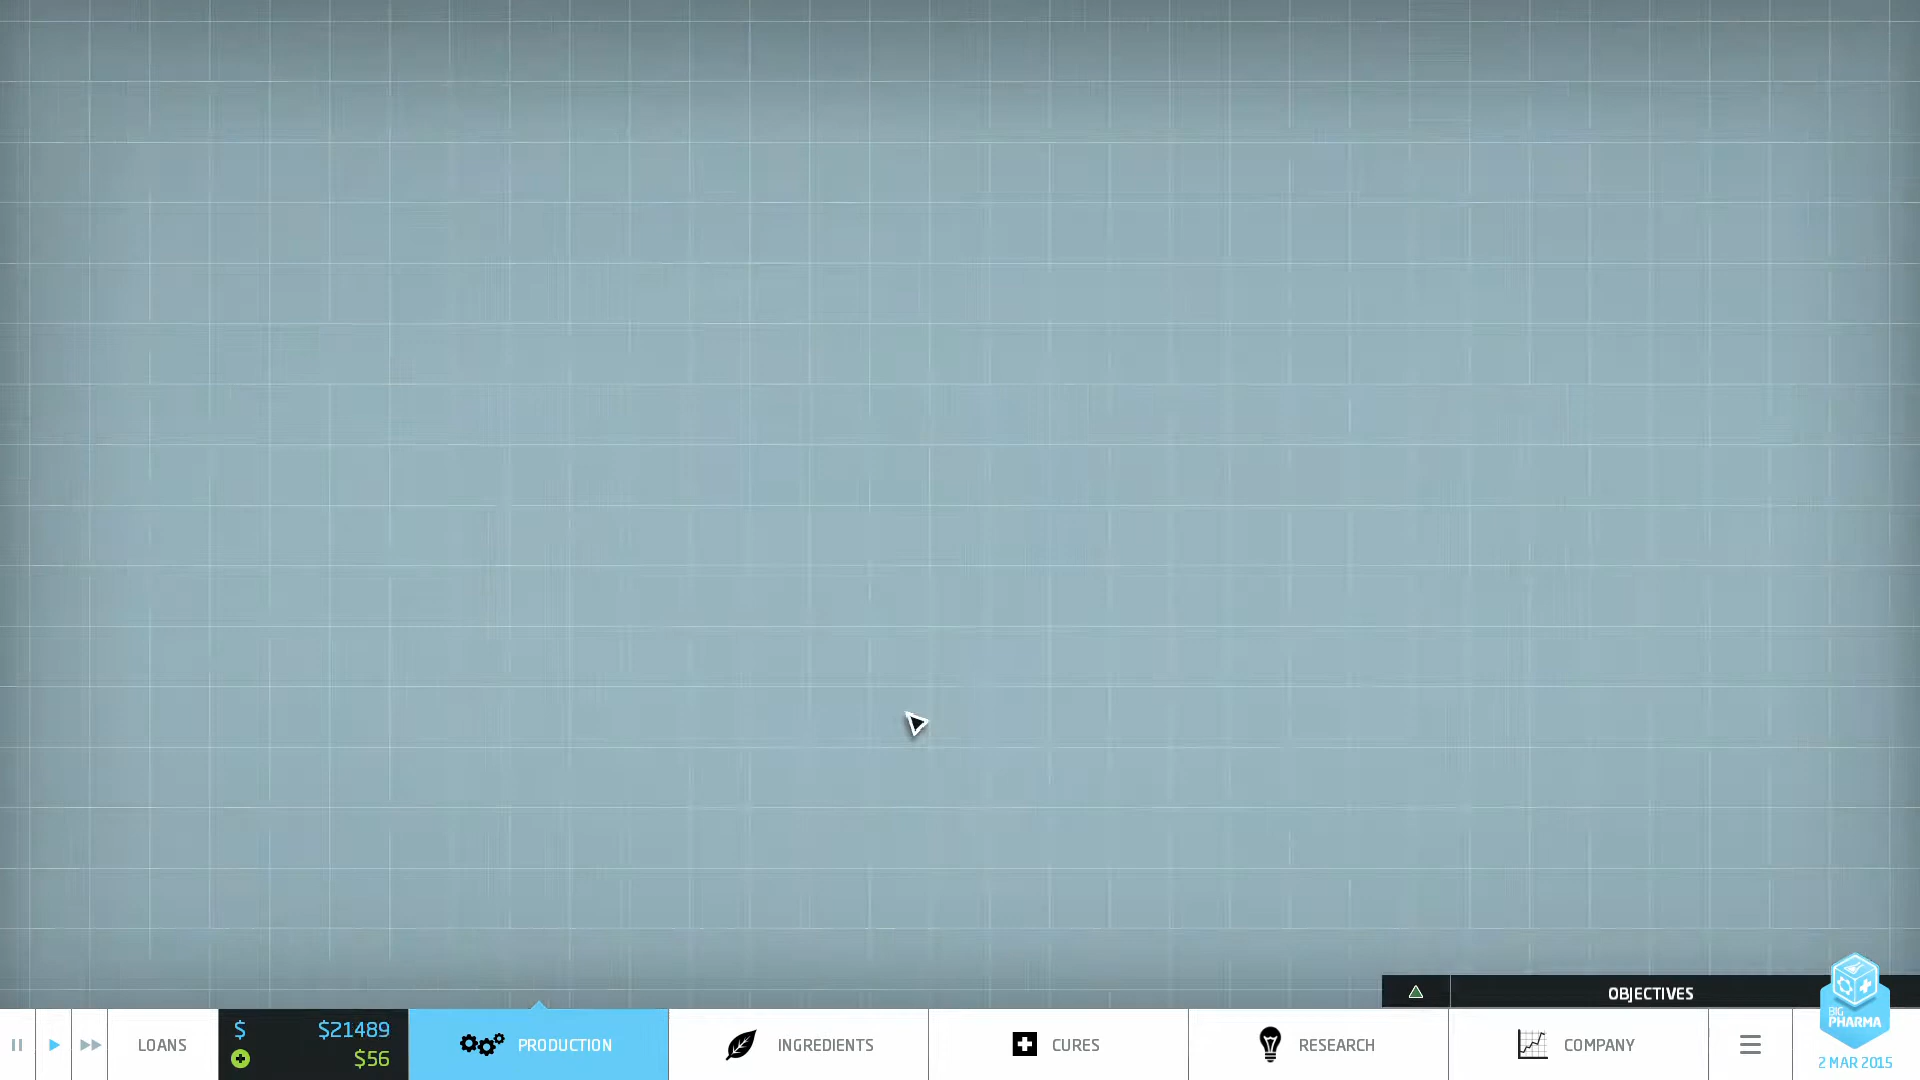 OBJECTIVES
LOANS
$ $21489
$56
PRODUCTION
INGREDIENTS
CURES
RESEARCH
COMPANY
BIG
PHARMA
2 MAR 2015